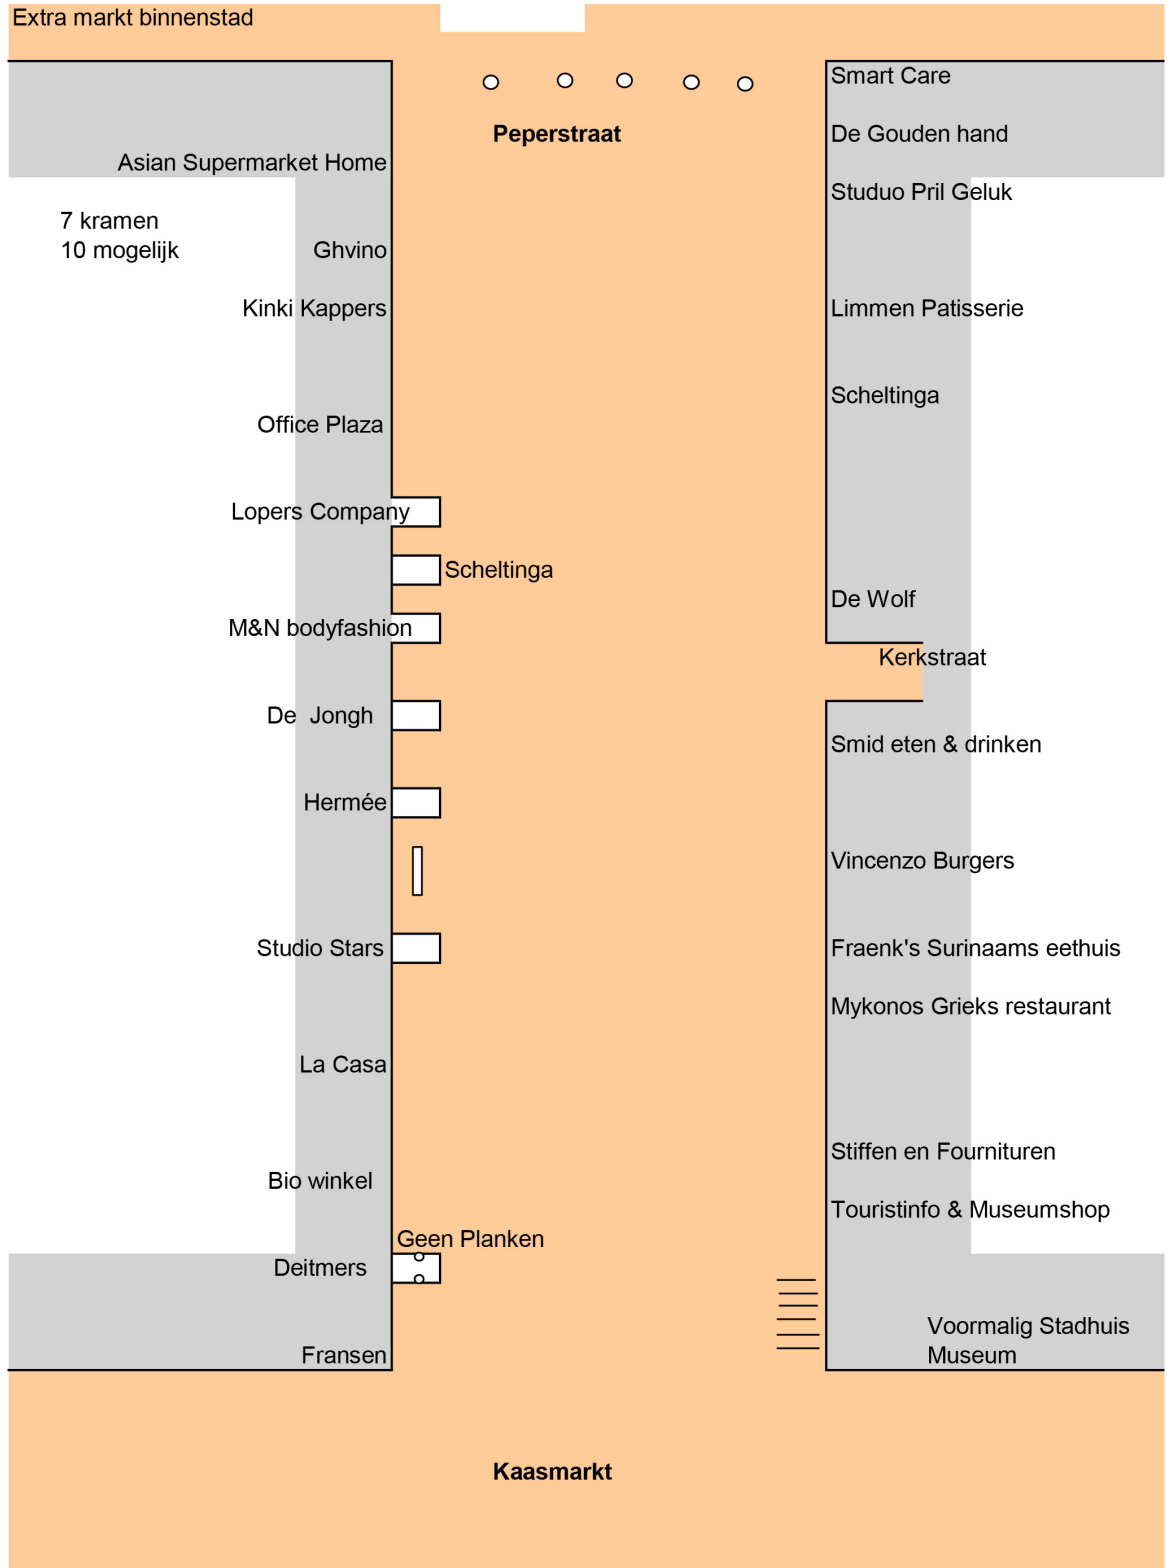 Extra markt binnenstad
Smart Care
Peperstraat
De Gouden hand
Asian Supermarket Home
Studuo Pril Geluk
7 kramen
10 mogelijk
Ghvino
Kinki Kappers
Limmen Patisserie
Scheltinga
Office Plaza
Lopers Company
Scheltinga
De Wolf
M&N bodyfashion
Kerkstraat
De Jongh
Smid eten & drinken
Hermée
Vincenzo Burgers
Studio Stars
Fraenk's Surinaams eethuis
Mykonos Grieks restaurant
La Casa
Stiffen en Fournituren
Bio winkel
Touristinfo & Museumshop
Geen Planken
Deitmers
Voormalig Stadhuis
Museum
Fransen
Kaasmarkt